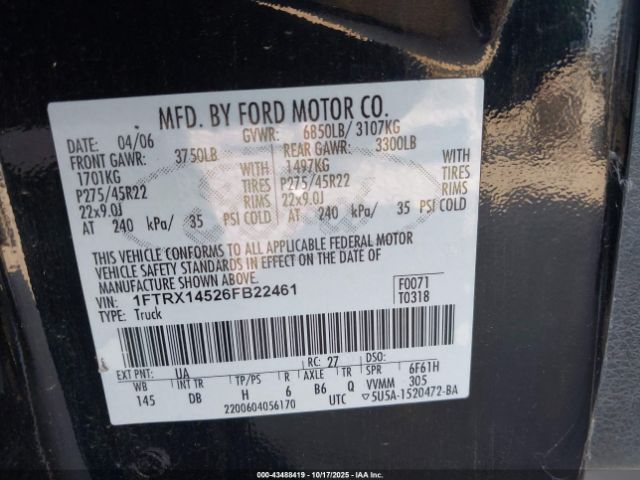 MFD. BY FORD MOTOR CO.
DATE: 04/06 GVWR: 6850LB/ 3107KG
FRONT GAWR: 3750LB REAR GAWR: 3300LB
1701KG WITH 1497KG WITH
P275/45R22 TIRES P275/45R22 TIRES
22x9.0J RIMS 22x9.0J RIMS
AT 240 kPa/ 35 PSI COLD AT 240 kPa/ 35 PSI COLD
THIS VEHICLE CONFORMS TO ALL APPLICABLE FEDERAL MOTOR
VEHICLE SAFETY STANDARDS IN EFFECT ON THE DATE OF
MANUFACTURE SHOWN ABOVE.
VIN: 1FTRX14526FB22461 F0071
TYPE: Truck T0318
EXT PNT: UA RC: 27 DSO:
WB INT TR TP/PS R AXLE TR SPR 6F61H
145 DB H 6 B6 Q VVMM 305
2200604056170 UTC ▽5U5A-1520472-BA
00-43488419 - 10/17/2025 - IAA Inc.